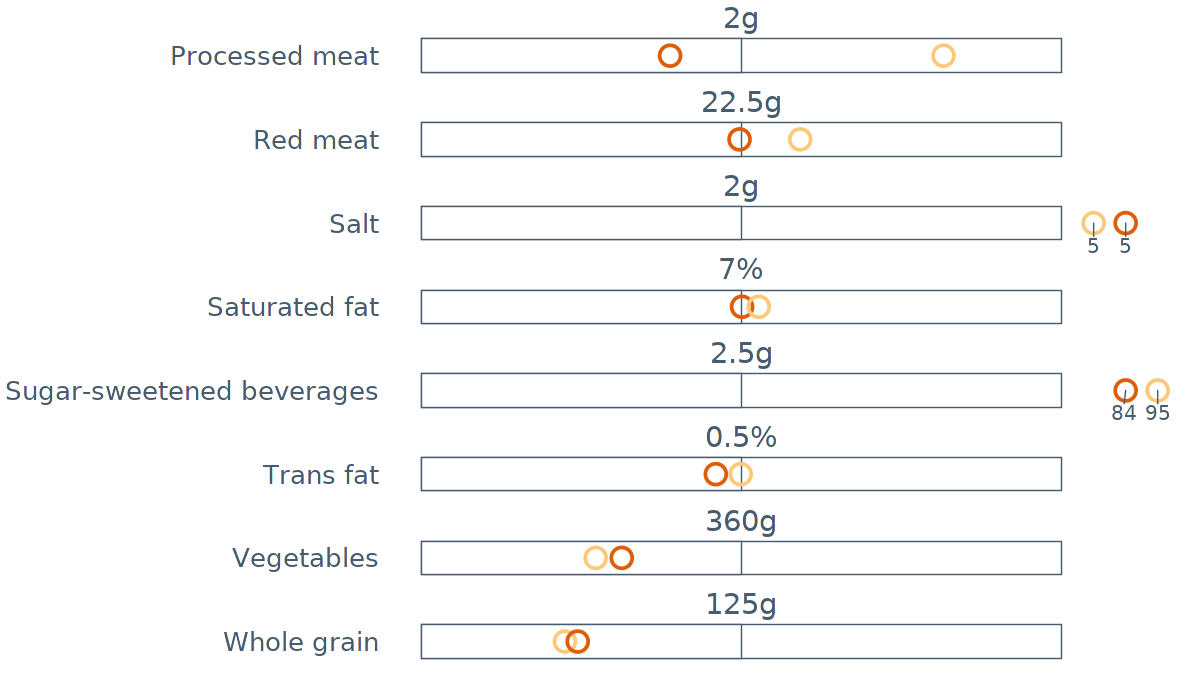 2g
Processed meat
22.5g
Red meat
2g
Salt
5 5
7%
Saturated fat
2.5g
Sugar-sweetened beverages
84 95
0.5%
Trans fat
360g
Vegetables
125g
Whole grain